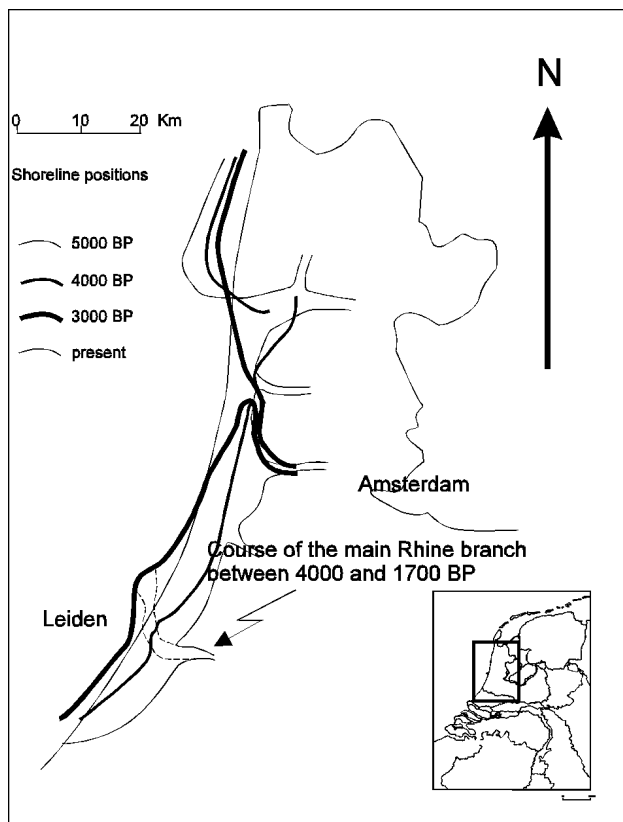 N
0 10 20 Km
Shoreline positions
5000 BP
4000 BP
3000 BP
present
Amsterdam
Course of the main Rhine branch
between 4000 and 1700 BP
Leiden